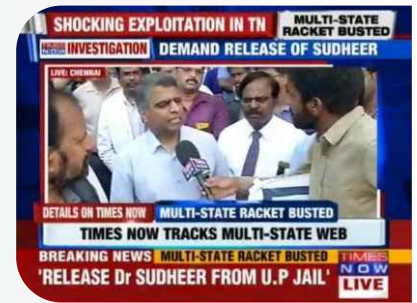 SHOCKING EXPLOITATION IN TN
MULTI-STATE
RACKET BUSTED
TIMES
NOW
INVESTIGATION
DEMAND RELEASE OF SUDHEER
LIVE: CHENNAI
DETAILS ON TIMES NOW
MULTI-STATE RACKET BUSTED
TIMES NOW TRACKS MULTI-STATE WEB
BREAKING NEWS
MULTI-STATE RACKET BUSTED
TIMES
NOW
LIVE
'RELEASE Dr SUDHEER FROM U.P JAIL'